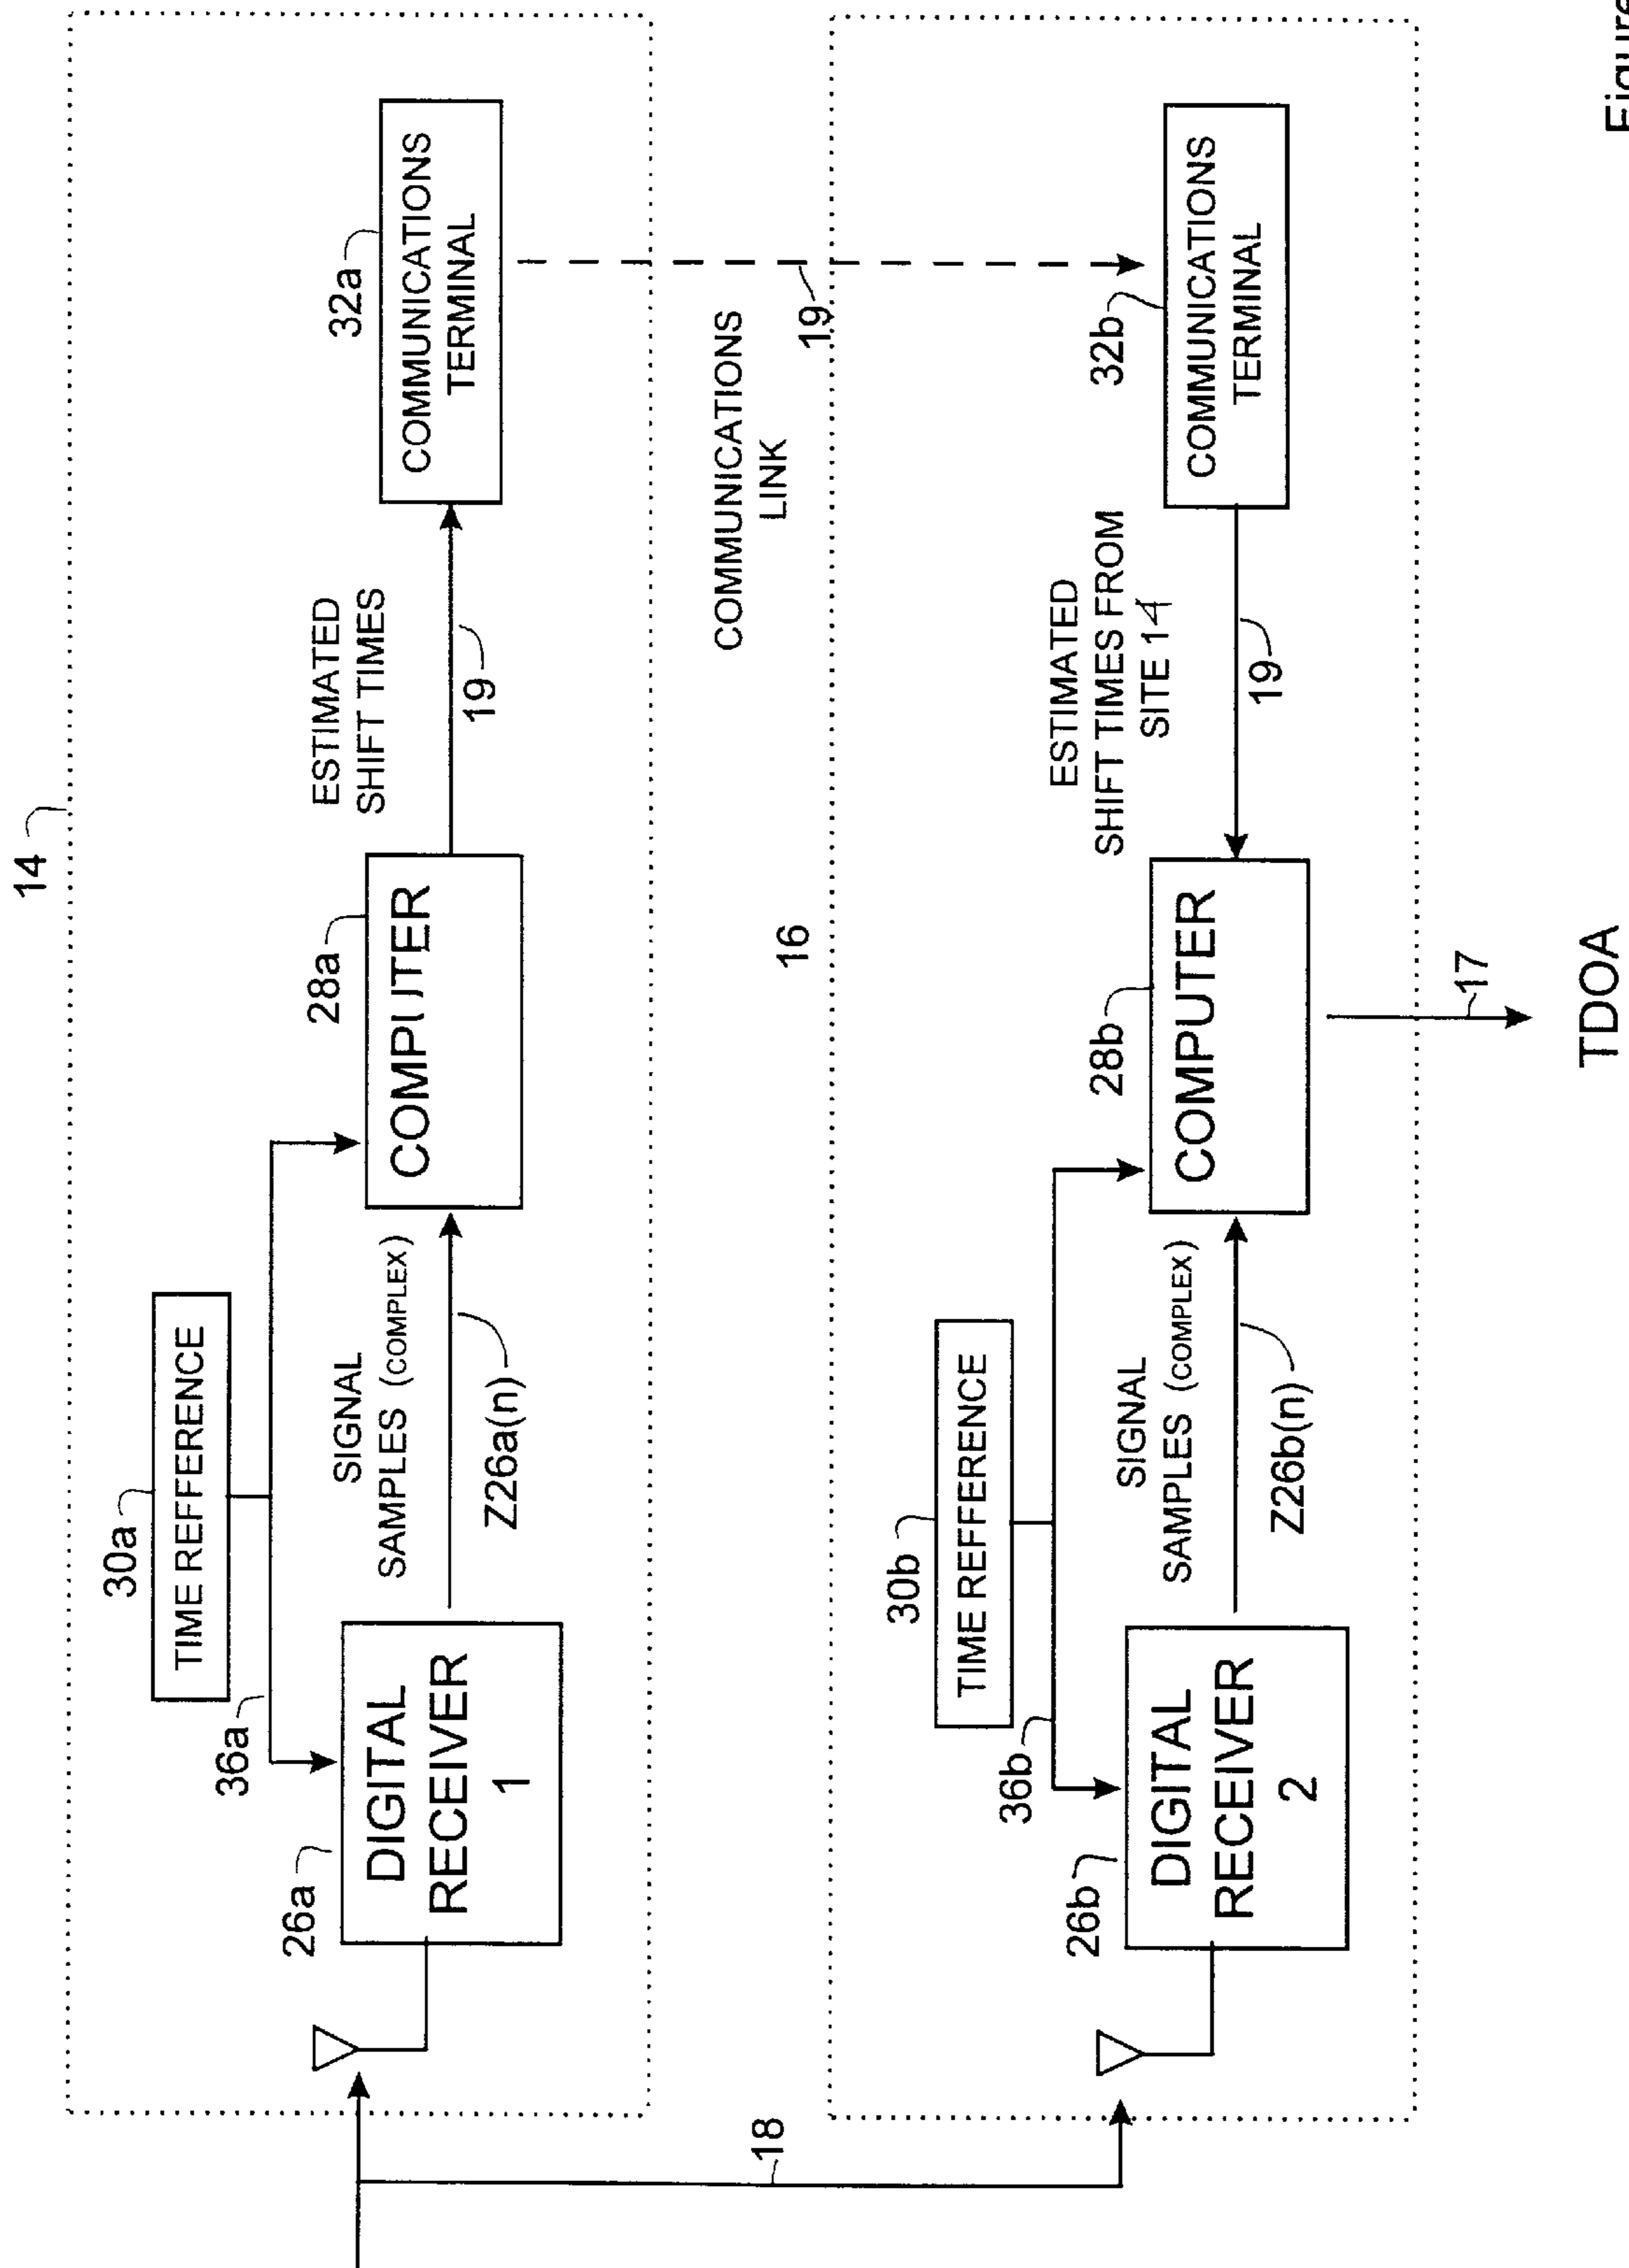 14
30a
TIME REFFERENCE
36a
26a
DIGITAL
RECEIVER
1
SIGNAL
SAMPLES (COMPLEX)
Z26a(n)
28a
COMPUTER
ESTIMATED
SHIFT TIMES
19
32a
COMMUNICATIONS
TERMINAL
18
16
COMMUNICATIONS
LINK
19
30b
TIME REFFERENCE
36b
26b
DIGITAL
RECEIVER
2
SIGNAL
SAMPLES (COMPLEX)
Z26b(n)
28b
COMPUTER
ESTIMATED
SHIFT TIMES FROM
SITE 14
19
32b
COMMUNICATIONS
TERMINAL
17
TDOA
Figure